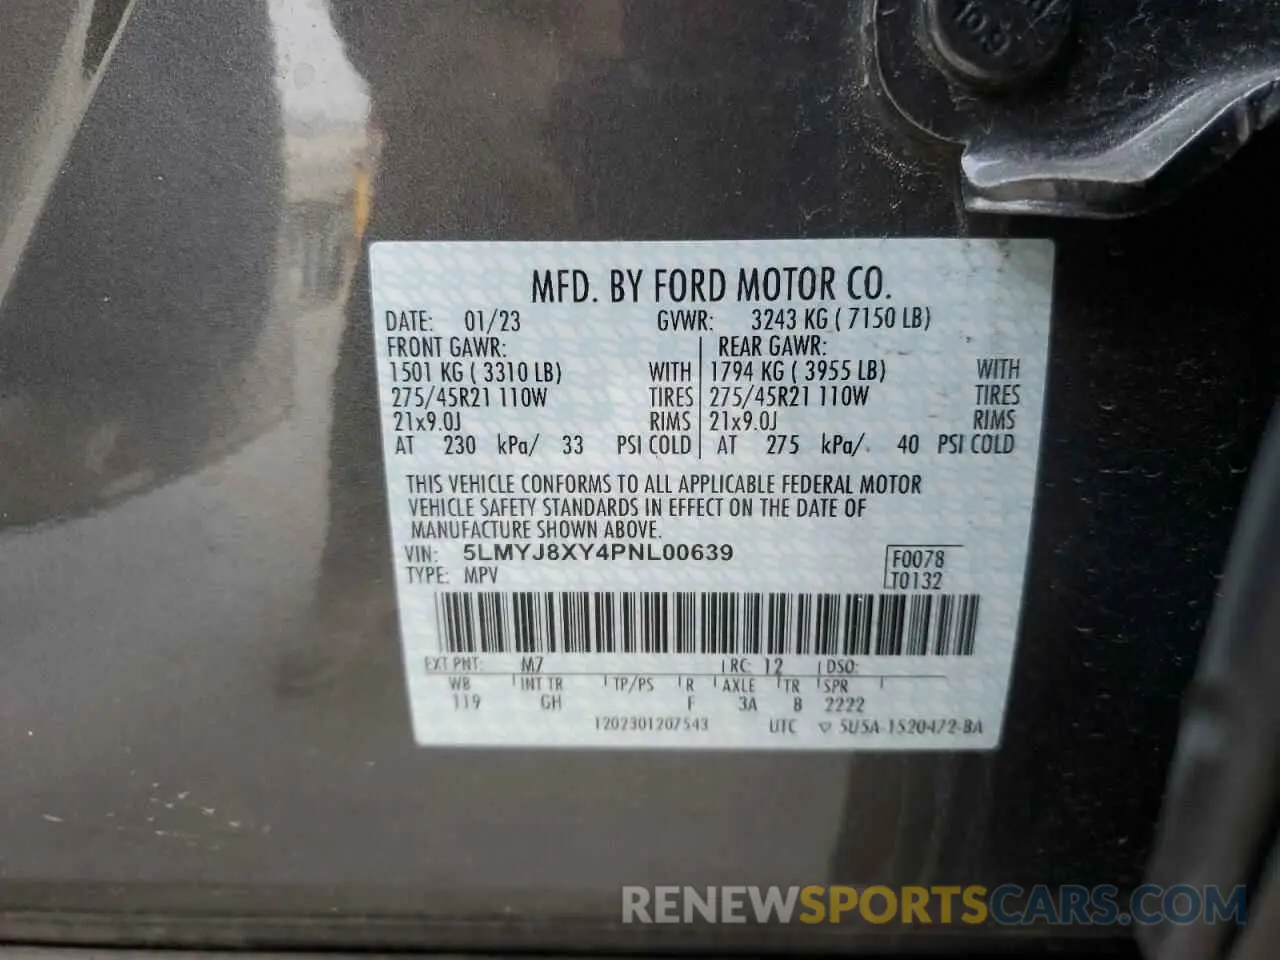 MFD. BY FORD MOTOR CO.
DATE: 01/23 GVWR: 3243 KG ( 7150 LB)
FRONT GAWR: REAR GAWR:
1501 KG ( 3310 LB) WITH 1794 KG ( 3955 LB) WITH
275/45R21 110W TIRES 275/45R21 110W TIRES
21x9.0J RIMS 21x9.0J RIMS
AT 230 kPa/ 33 PSI COLD AT 275 kPa/ 40 PSI COLD
THIS VEHICLE CONFORMS TO ALL APPLICABLE FEDERAL MOTOR
VEHICLE SAFETY STANDARDS IN EFFECT ON THE DATE OF
MANUFACTURE SHOWN ABOVE.
VIN: 5LMYJ8XY4PNL00639 F0078
TYPE: MPV T0132
EXT PNT: M7 RC: 12 DSO:
WB INT TR TP/PS R AXLE TR SPR
119 GH F 3A B 2222
1202301207543 UTC ▽ 5U5A-1520472-BA
RENEWSPORTSCARS.COM